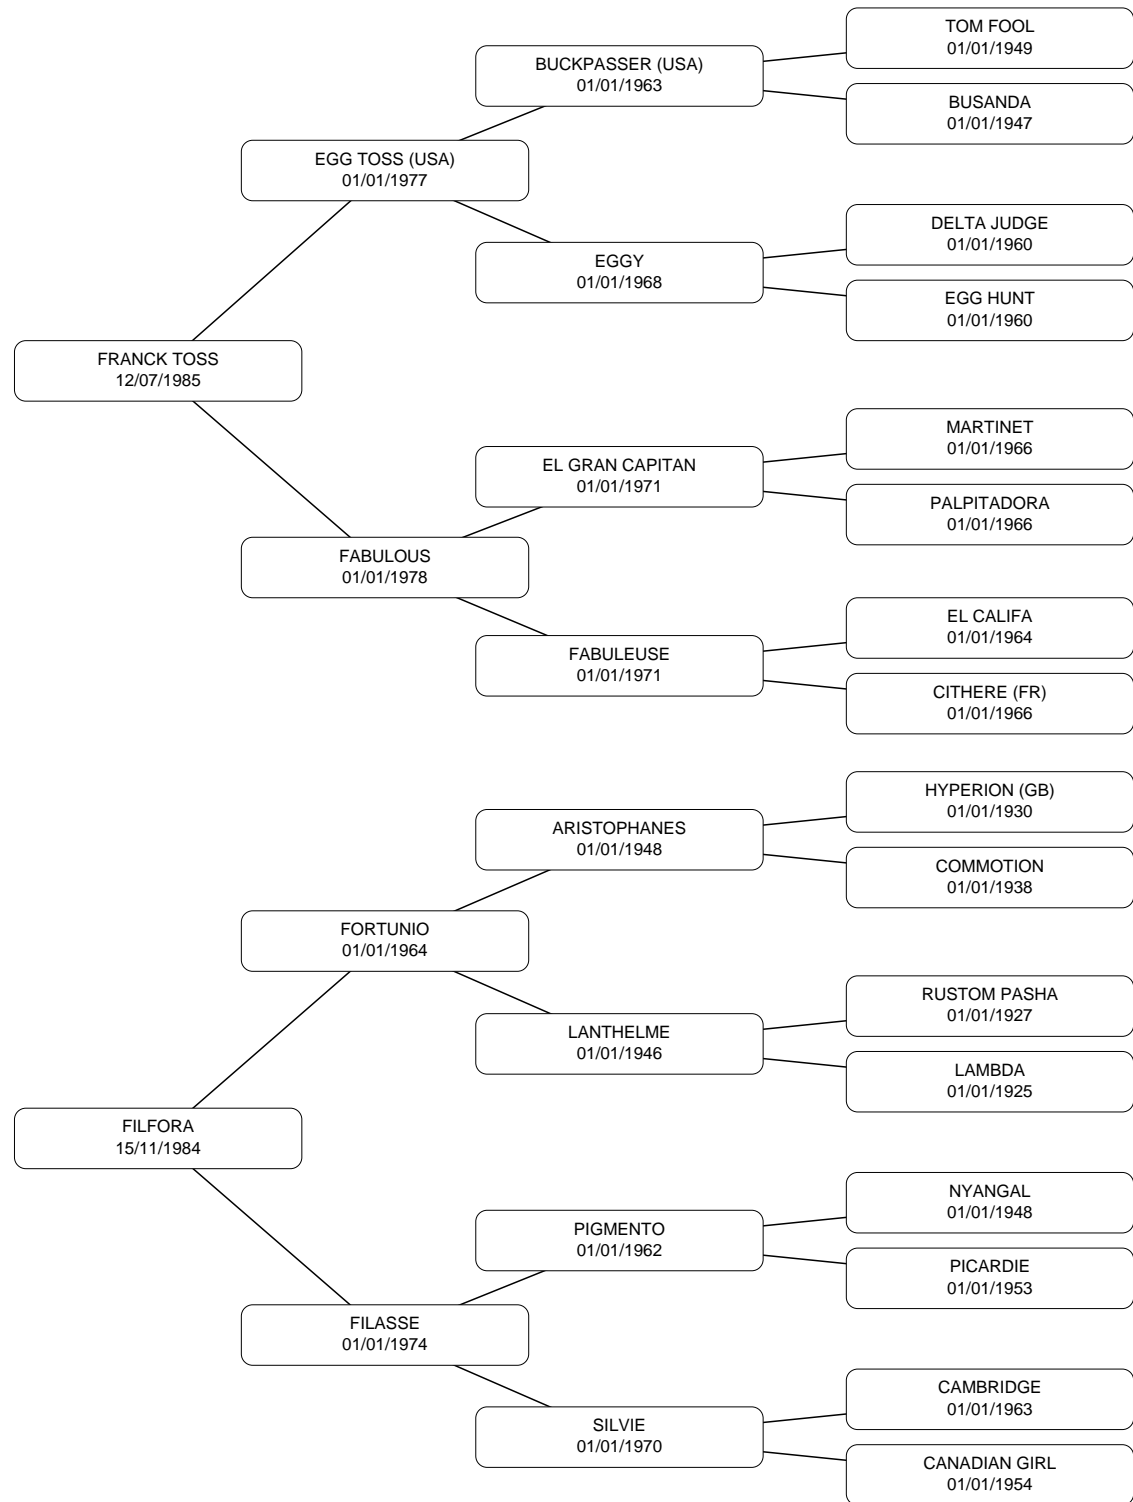 TOM FOOL
01/01/1949
BUCKPASSER (USA)
01/01/1963
BUSANDA
01/01/1947
EGG TOSS (USA)
01/01/1977
DELTA JUDGE
01/01/1960
EGGY
01/01/1968
EGG HUNT
01/01/1960
FRANCK TOSS
12/07/1985
MARTINET
01/01/1966
EL GRAN CAPITAN
01/01/1971
PALPITADORA
01/01/1966
FABULOUS
01/01/1978
EL CALIFA
01/01/1964
FABULEUSE
01/01/1971
CITHERE (FR)
01/01/1966
HYPERION (GB)
01/01/1930
ARISTOPHANES
01/01/1948
COMMOTION
01/01/1938
FORTUNIO
01/01/1964
RUSTOM PASHA
01/01/1927
LANTHELME
01/01/1946
LAMBDA
01/01/1925
FILFORA
15/11/1984
NYANGAL
01/01/1948
PIGMENTO
01/01/1962
PICARDIE
01/01/1953
FILASSE
01/01/1974
CAMBRIDGE
01/01/1963
SILVIE
01/01/1970
CANADIAN GIRL
01/01/1954